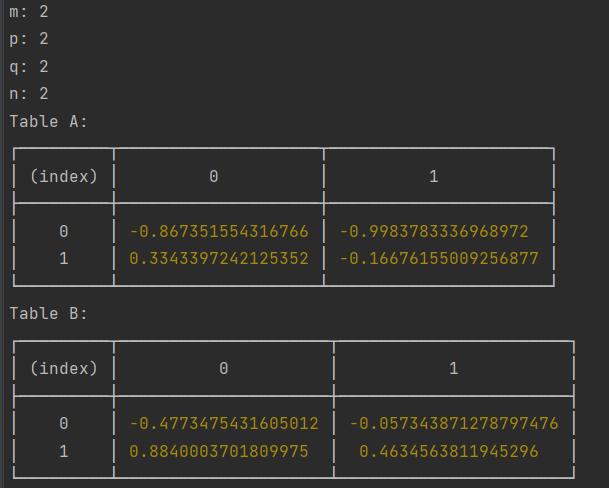 m: 2
p: 2
q: 2
n: 2
Table A:
(index) 0 1
0 -0.867351554316766 -0.9983783336968972
1 0.3343397242125352 -0.16676155009256877
Table B:
(index) 0 1
0 -0.4773475431605012 -0.057343871278797476
1 0.8840003701809975 0.4634563811945296